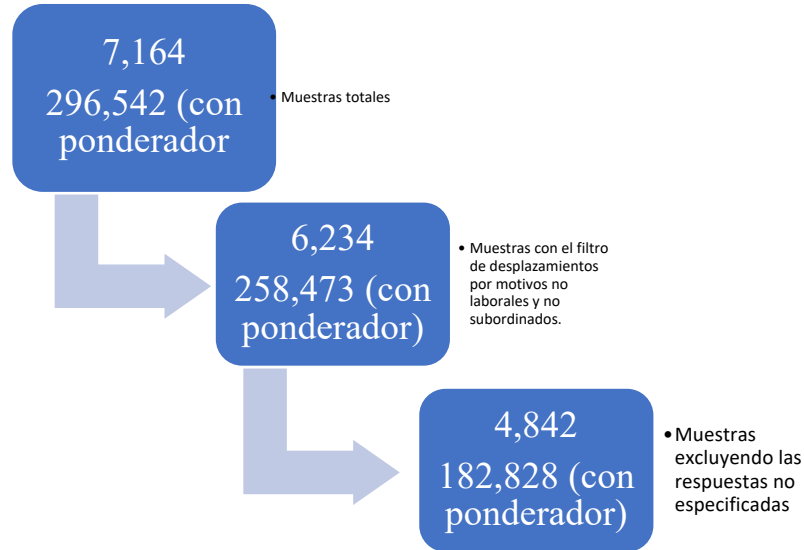 7,164
296,542 (con
ponderador
• Muestras totales
6,234
258,473 (con
ponderador)
• Muestras con el filtro
de desplazamientos
por motivos no
laborales y no
subordinados.
4,842
182,828 (con
ponderador)
• Muestras
excluyendo las
respuestas no
especificadas